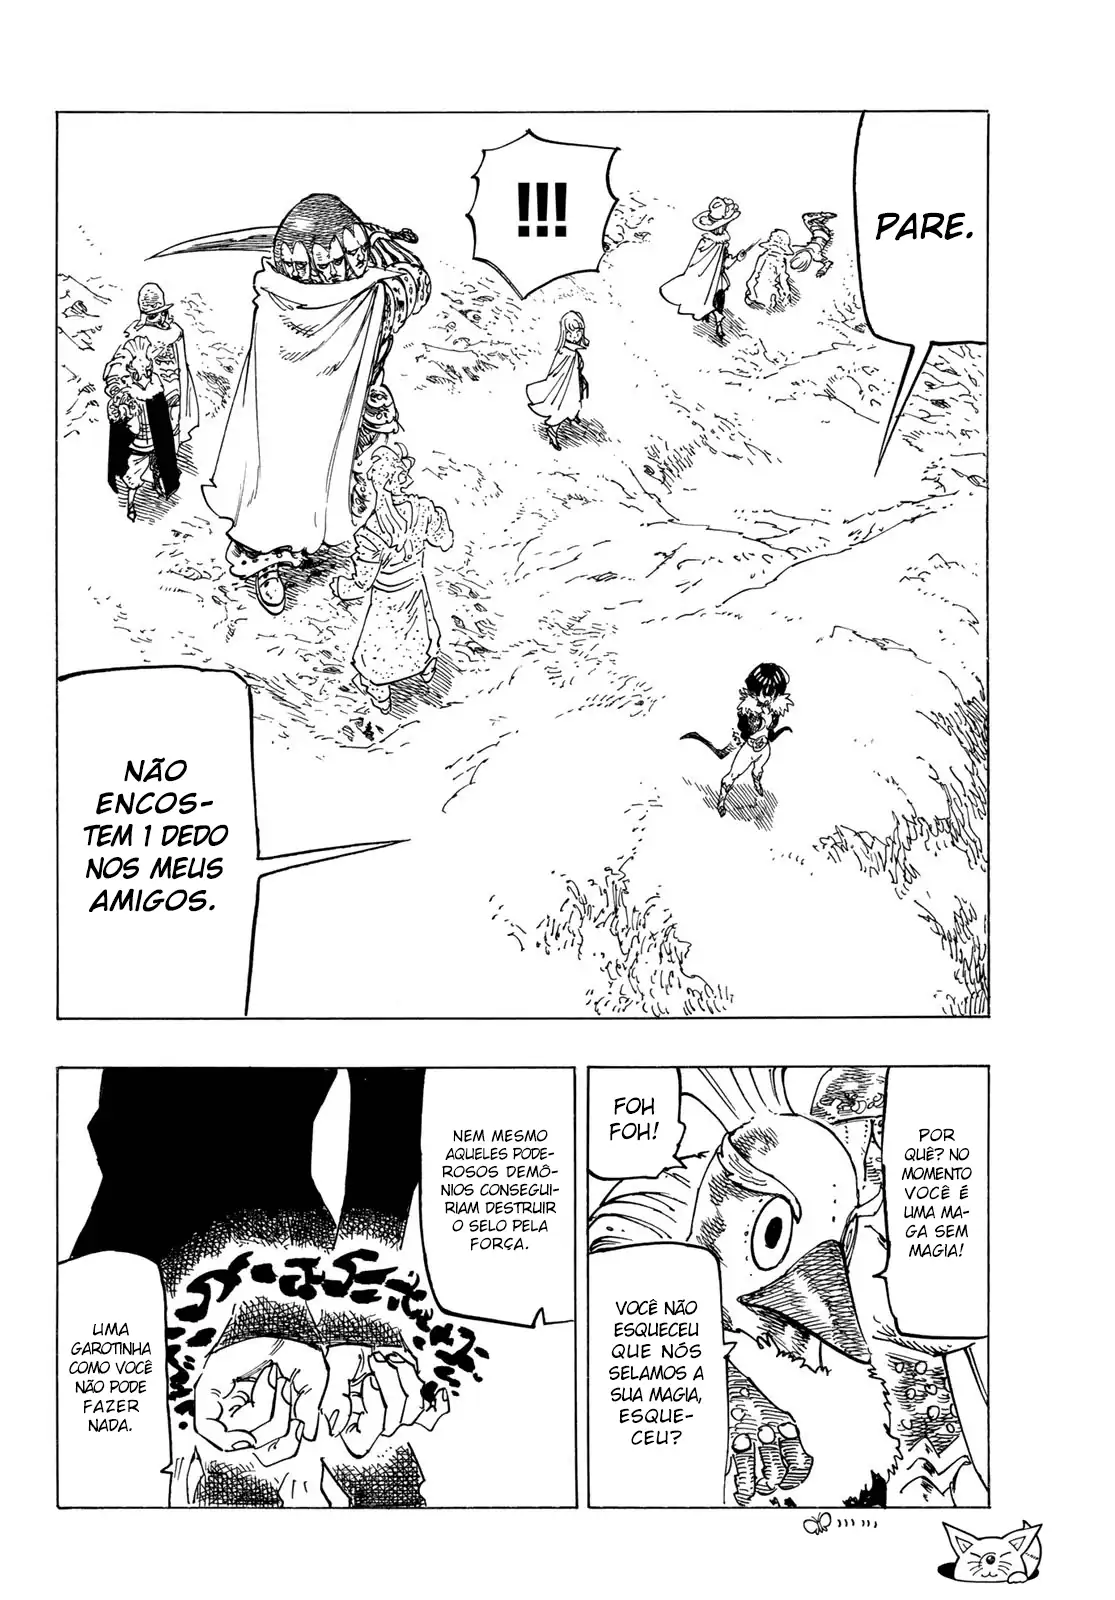 PARE.
!!!
NÃO
ENCOS-
TEM 1 DEDO
NOS MEUS
AMIGOS.
POR
QUÊ? NO
MOMENTO
VOCÊ É
UMA MA-
GA SEM
MAGIA!
FOH
FOH!
VOCÊ NÃO
ESQUECEU
QUE NÓS
SELAMOS A
SUA MAGIA,
ESQUE-
CEU?
NEM MESMO
AQUELES PODE-
ROSOS DEMÔ-
NIOS CONSEGUI-
RIAM DESTRUIR
O SELO PELA
FORÇA.
UMA
GAROTINHA
COMO VOCÊ
NÃO PODE
FAZER
NADA.